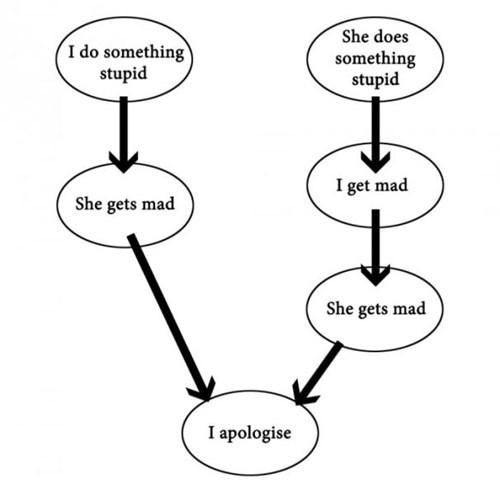 I do something
stupid
She does
something
stupid
She gets mad
I get mad
She gets mad
I apologise